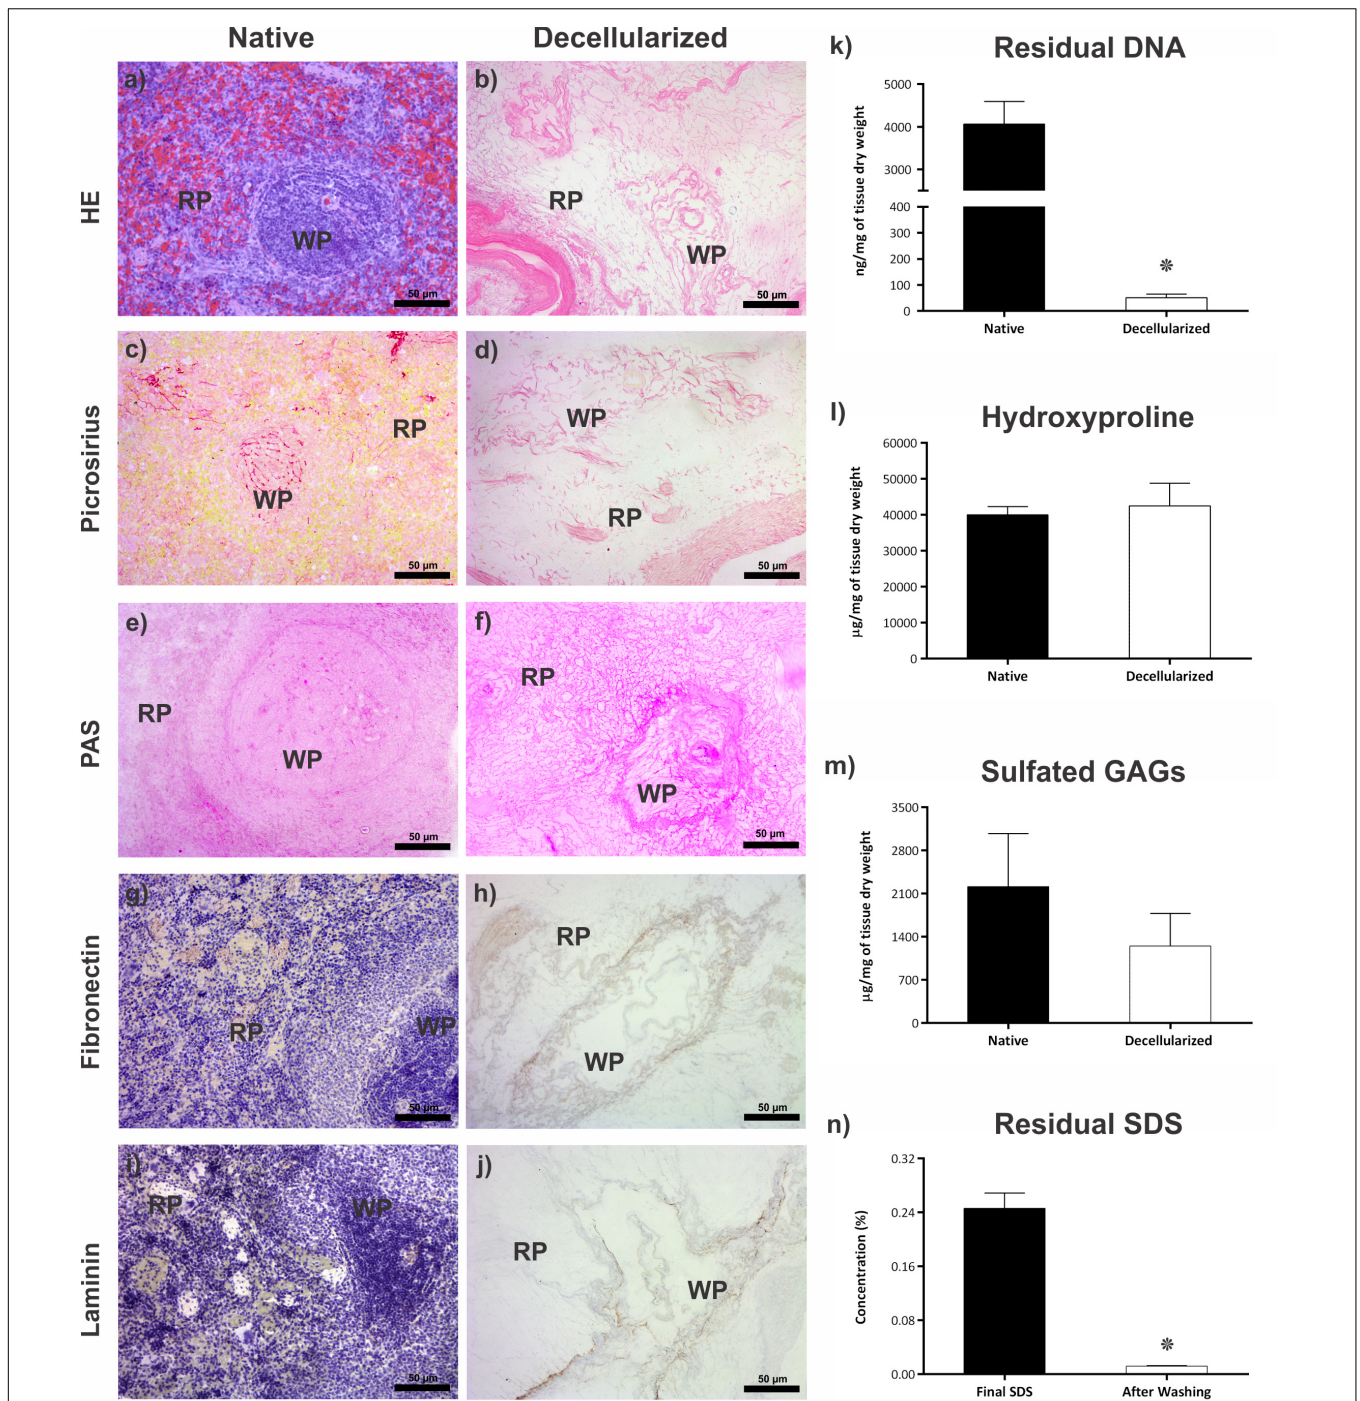 Native
Decellularized
HE
a)
RP
WP
50 µm
b)
RP
WP
50 µm
Picrosirius
c)
RP
WP
50 µm
d)
WP
RP
50 µm
PAS
e)
RP
WP
50 µm
f)
RP
WP
50 µm
Fibronectin
g)
RP
WP
50 µm
h)
RP
WP
50 µm
Laminin
i)
RP
WP
50 µm
j)
RP
WP
50 µm
k)
Residual DNA
ng/mg of tissue dry weight
5000
4000
3000
400
300
200
100
0
*
Native
Decellularized
l)
Hydroxyproline
µg/mg of tissue dry weight
60000
50000
40000
30000
20000
10000
0
Native
Decellularized
m)
Sulfated GAGs
µg/mg of tissue dry weight
3500
2800
2100
1400
700
0
Native
Decellularized
n)
Residual SDS
Concentration (%)
0.32
0.24
0.16
0.08
0.00
*
Final SDS
After Washing